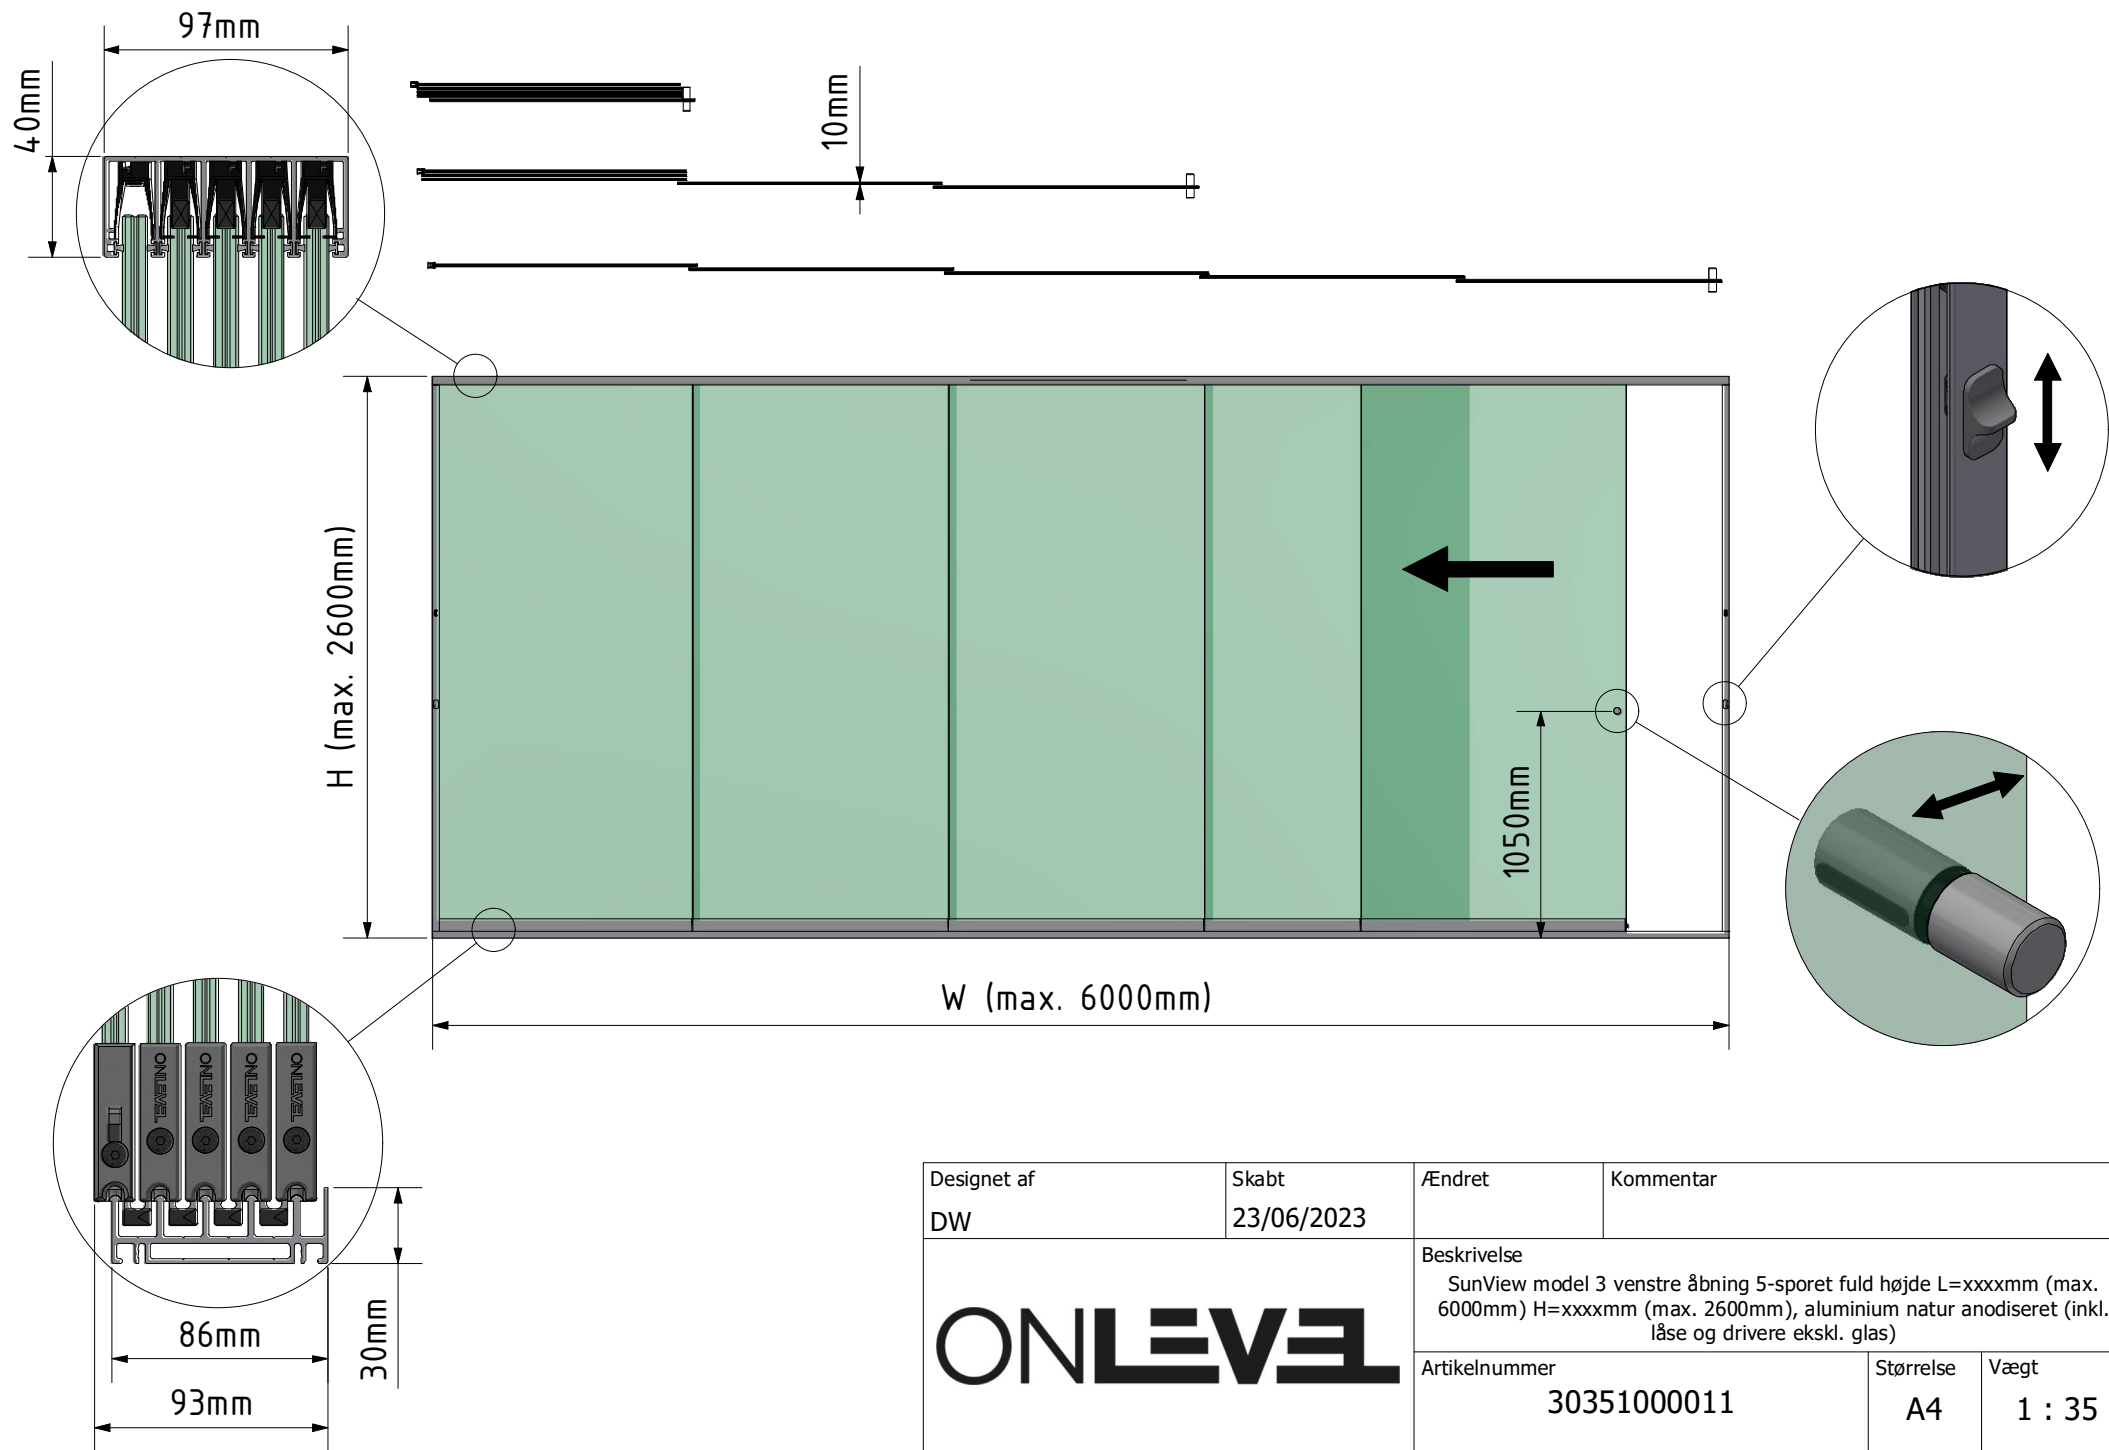 97mm
40mm
10mm
H (max. 2600mm)
1050mm
W (max. 6000mm)
ONLEVEL
ONLEVEL
ONLEVEL
ONLEVEL
86mm
93mm
30mm
Designet af
DW
Skabt
23/06/2023
Ændret
Kommentar
ONLEVEL
Beskrivelse
SunView model 3 venstre åbning 5-sporet fuld højde L=xxxxmm (max.
6000mm) H=xxxxmm (max. 2600mm), aluminium natur anodiseret (inkl.
låse og drivere ekskl. glas)
Artikelnummer
30351000011
Størrelse
A4
Vægt
1 : 35